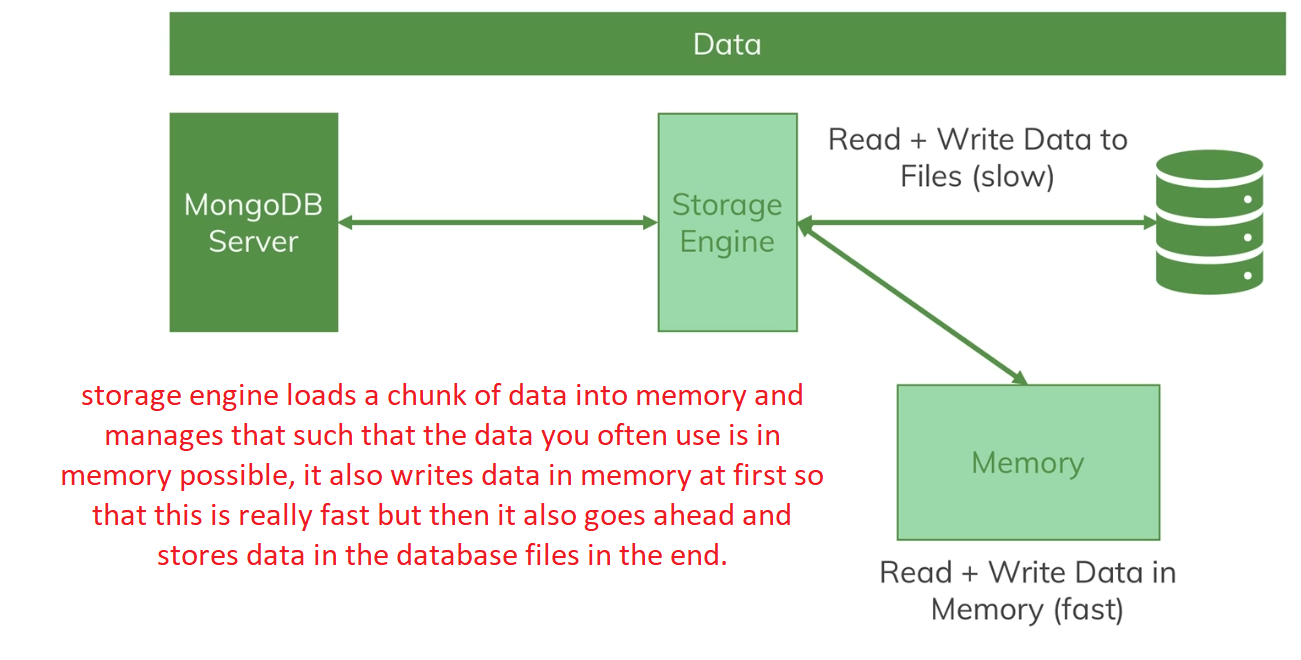 Data
MongoDB
Server
Storage
Engine
Read + Write Data to
Files (slow)
storage engine loads a chunk of data into memory and
manages that such that the data you often use is in
memory possible, it also writes data in memory at first so
that this is really fast but then it also goes ahead and
stores data in the database files in the end.
Memory
Read + Write Data in
Memory (fast)